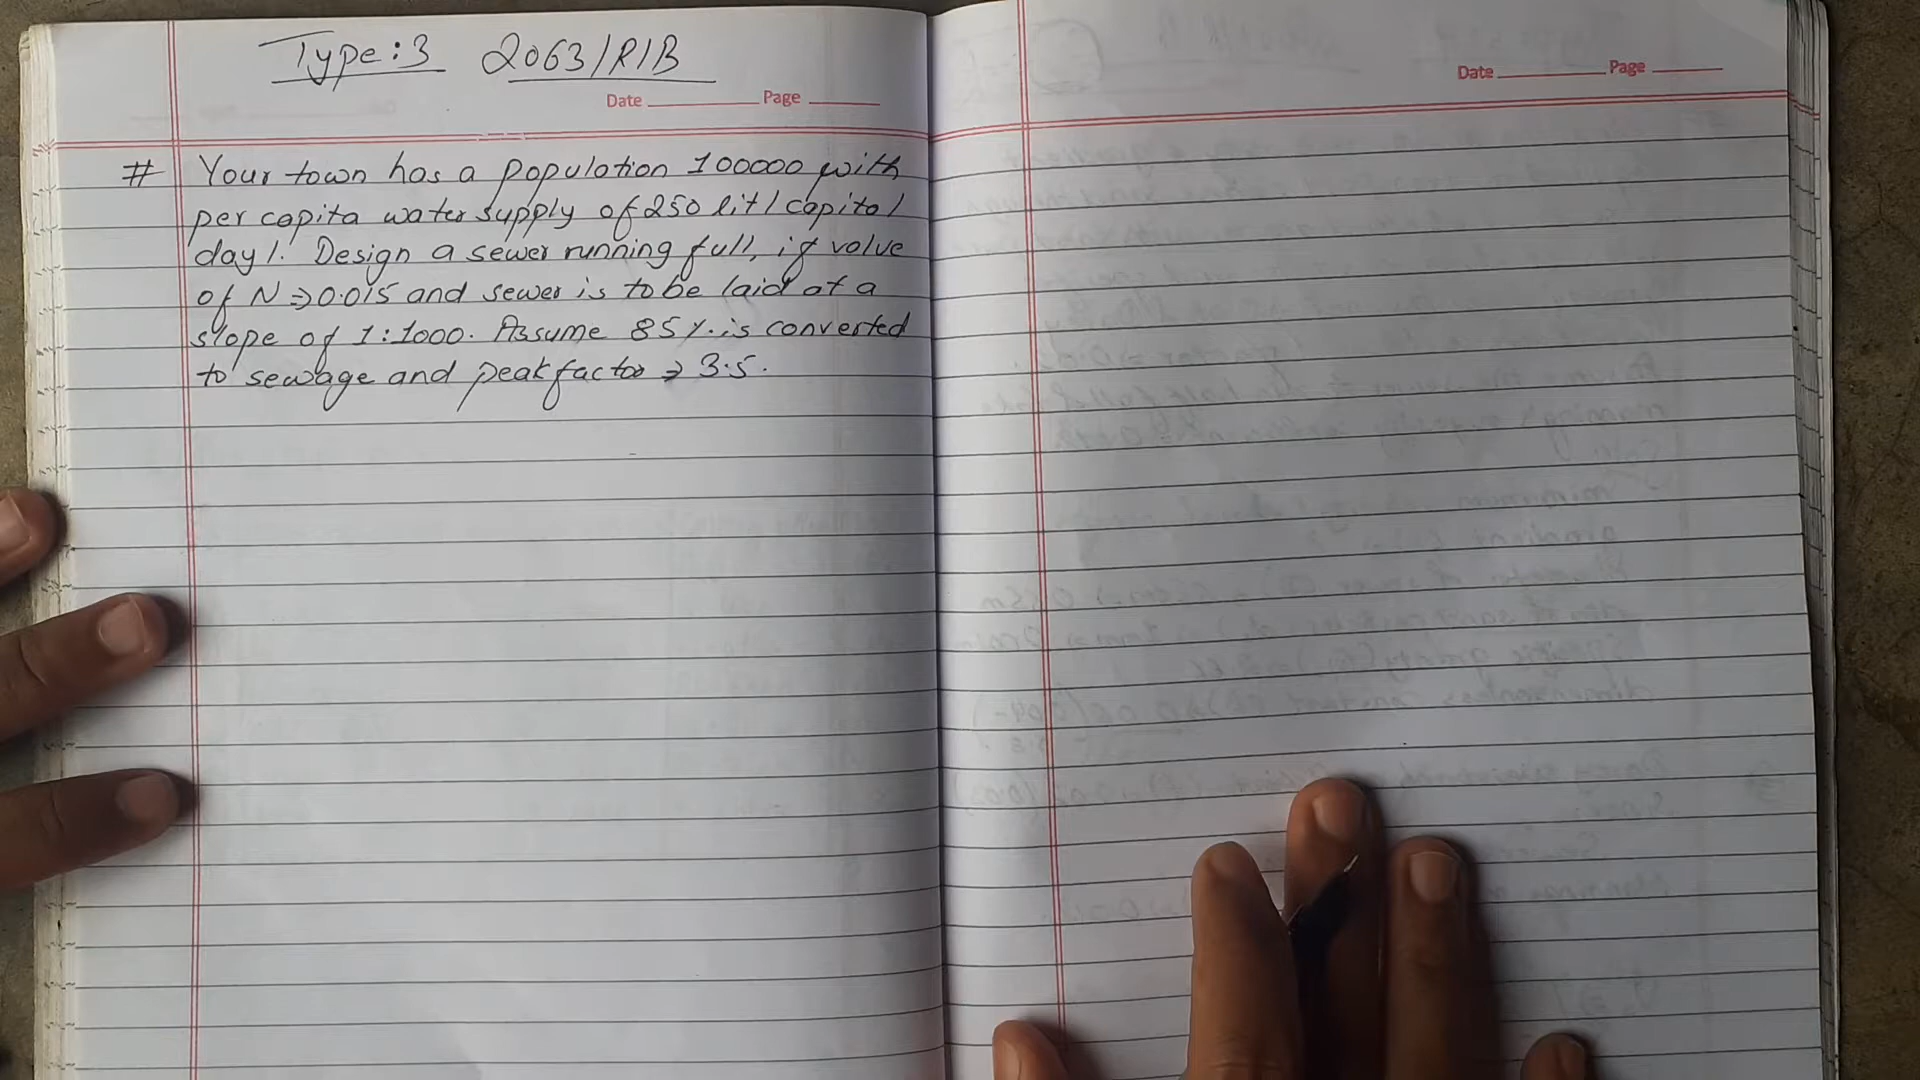 Type:3 2063/R/B
Date Page
# Your town has a population 100000 with
per capita water supply of 250 lit/capita/
day/. Design a sewer running full, if value
of N ⇒ 0.015 and sewer is to be laid at a
slope of 1:1000. Assume 85%. is converted
to sewage and peak factor ⇒ 3.5.
Date Page